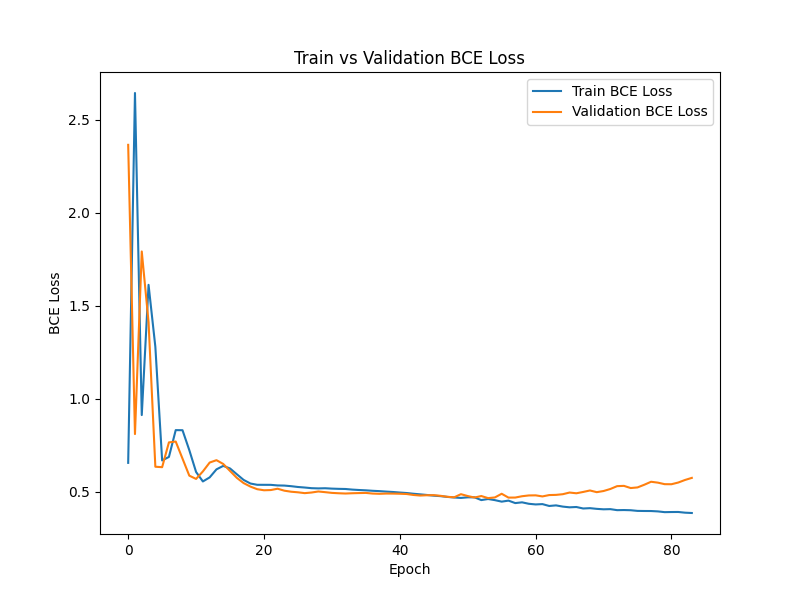 Train vs Validation BCE Loss
Train BCE Loss
Validation BCE Loss
2.5
2.0
1.5
1.0
0.5
BCE Loss
0 20 40 60 80
Epoch